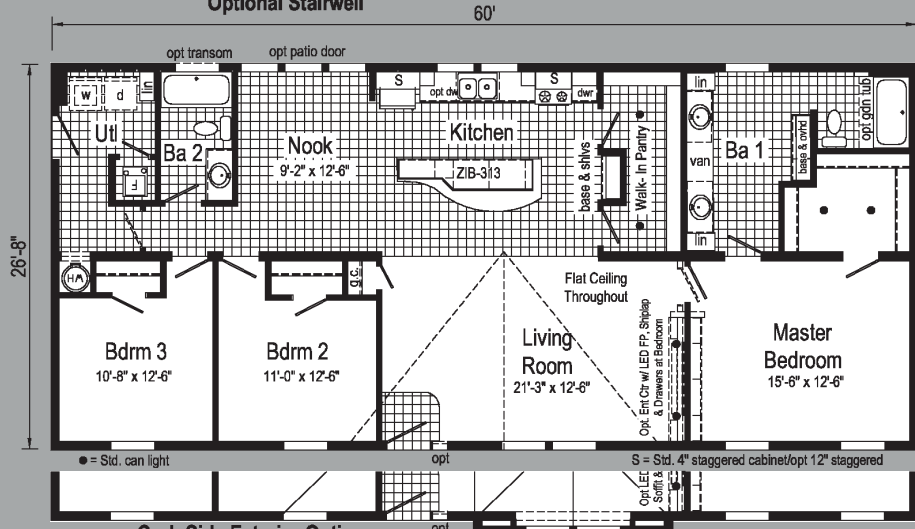 Optional Stairwell
60'
opt transom
opt patio door
26'-8"
w
d
lin
Utl
F
Ba 2
Nook
9'-2" x 12'-6"
S
opt dw
S
dwr
Kitchen
ZIB-313
base & shlvs
Walk- In Pantry
lin
van
lin
Ba 1
base & ovhd
opt gdn tub
HW
Bdrm 3
10'-8" x 12'-6"
Bdrm 2
11'-0" x 12'-6"
g.c.
Flat Ceiling
Throughout
Living
Room
21'-3" x 12'-6"
Opt. Ent Ctr w/ LED FP, Shiplap
& Drawers at Bedroom
Master
Bedroom
15'-6" x 12'-6"
● = Std. can light
opt
S = Std. 4" staggered cabinet/opt 12" staggered
Opt LED
Soffit &
opt